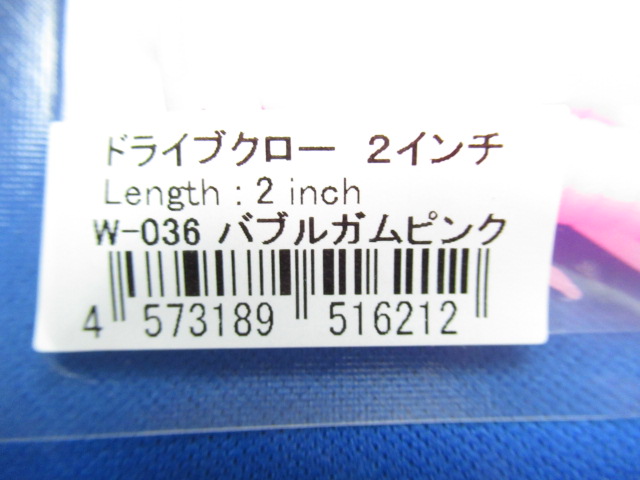 ドライブクロー　２インチ
Length : 2 inch
W-036 バブルガムピンク
4 573189 516212